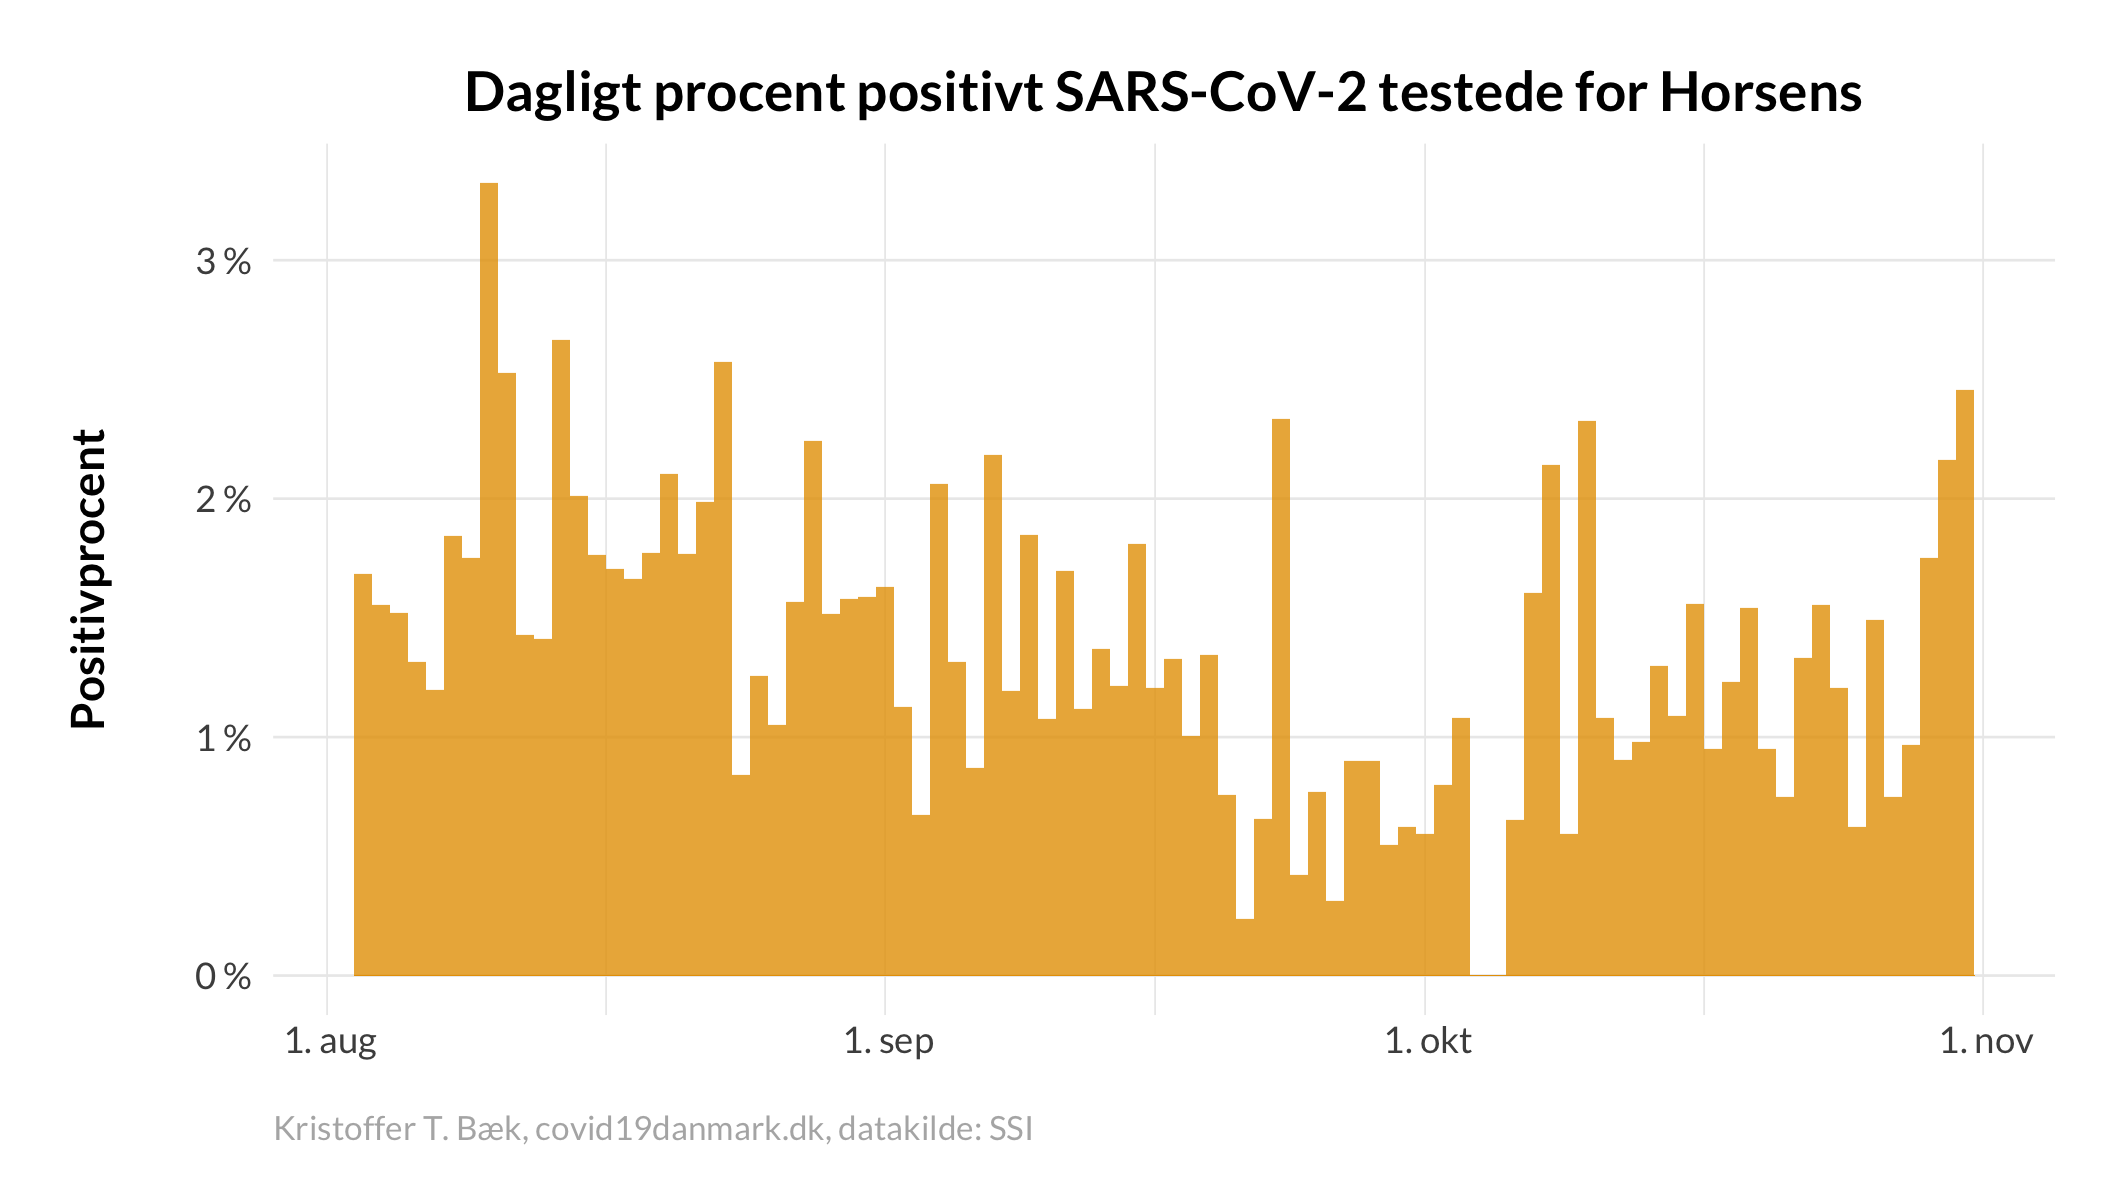 Dagligt procent positivt SARS-CoV-2 testede for Horsens
Positivprocent
3 %
2 %
1 %
0 %
1. aug
1. sep
1. okt
1. nov
Kristoffer T. Bæk, covid19danmark.dk, datakilde: SSI